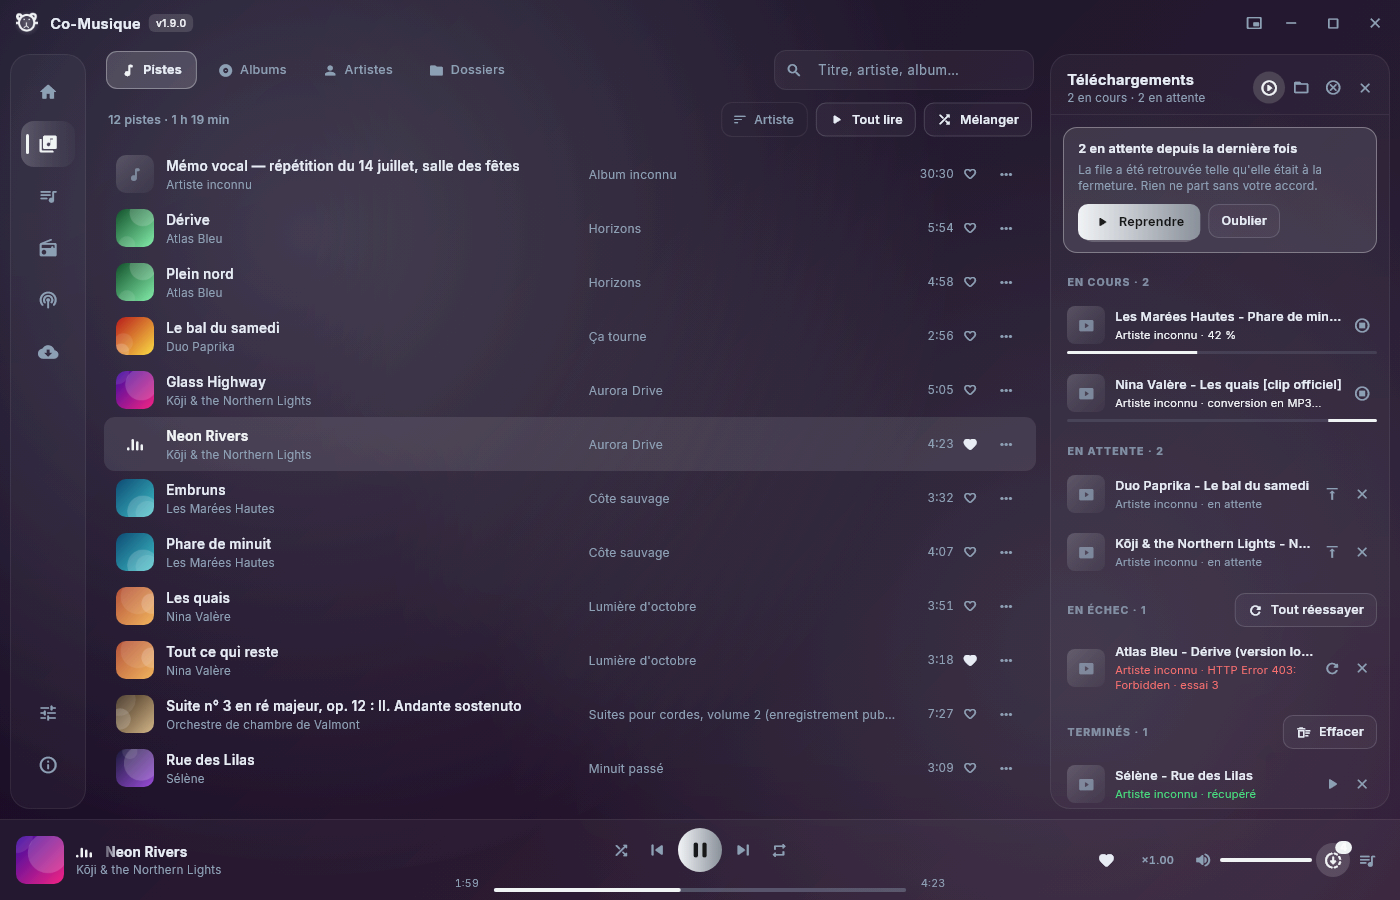 Co-Musique v1.9.0
Pistes Albums Artistes Dossiers
Titre, artiste, album...
12 pistes · 1 h 19 min
Artiste Tout lire Mélanger
Mémo vocal — répétition du 14 juillet, salle des fêtes
Artiste inconnu
Album inconnu
30:30
Dérive
Atlas Bleu
Horizons
5:54
Plein nord
Atlas Bleu
Horizons
4:58
Le bal du samedi
Duo Paprika
Ça tourne
2:56
Glass Highway
Kōji & the Northern Lights
Aurora Drive
5:05
Neon Rivers
Kōji & the Northern Lights
Aurora Drive
4:23
Embruns
Les Marées Hautes
Côte sauvage
3:32
Phare de minuit
Les Marées Hautes
Côte sauvage
4:07
Les quais
Nina Valère
Lumière d'octobre
3:51
Tout ce qui reste
Nina Valère
Lumière d'octobre
3:18
Suite n° 3 en ré majeur, op. 12 : II. Andante sostenuto
Orchestre de chambre de Valmont
Suites pour cordes, volume 2 (enregistrement pub...
7:27
Rue des Lilas
Sélène
Minuit passé
3:09
Téléchargements
2 en cours · 2 en attente
2 en attente depuis la dernière fois
La file a été retrouvée telle qu'elle était à la
fermeture. Rien ne part sans votre accord.
Reprendre Oublier
EN COURS · 2
Les Marées Hautes - Phare de min...
Artiste inconnu · 42 %
Nina Valère - Les quais [clip officiel]
Artiste inconnu · conversion en MP3...
EN ATTENTE · 2
Duo Paprika - Le bal du samedi
Artiste inconnu · en attente
Kōji & the Northern Lights - N...
Artiste inconnu · en attente
EN ÉCHEC · 1 Tout réessayer
Atlas Bleu - Dérive (version lo...
Artiste inconnu · HTTP Error 403:
Forbidden · essai 3
TERMINÉS · 1 Effacer
Sélène - Rue des Lilas
Artiste inconnu · récupéré
Neon Rivers
Kōji & the Northern Lights
1:59
4:23
×1.00